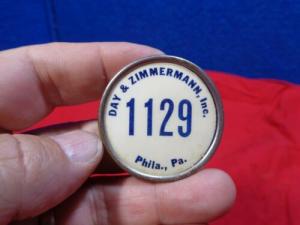 DAY & ZIMMERMANN, Inc.
1129
Phila., Pa.